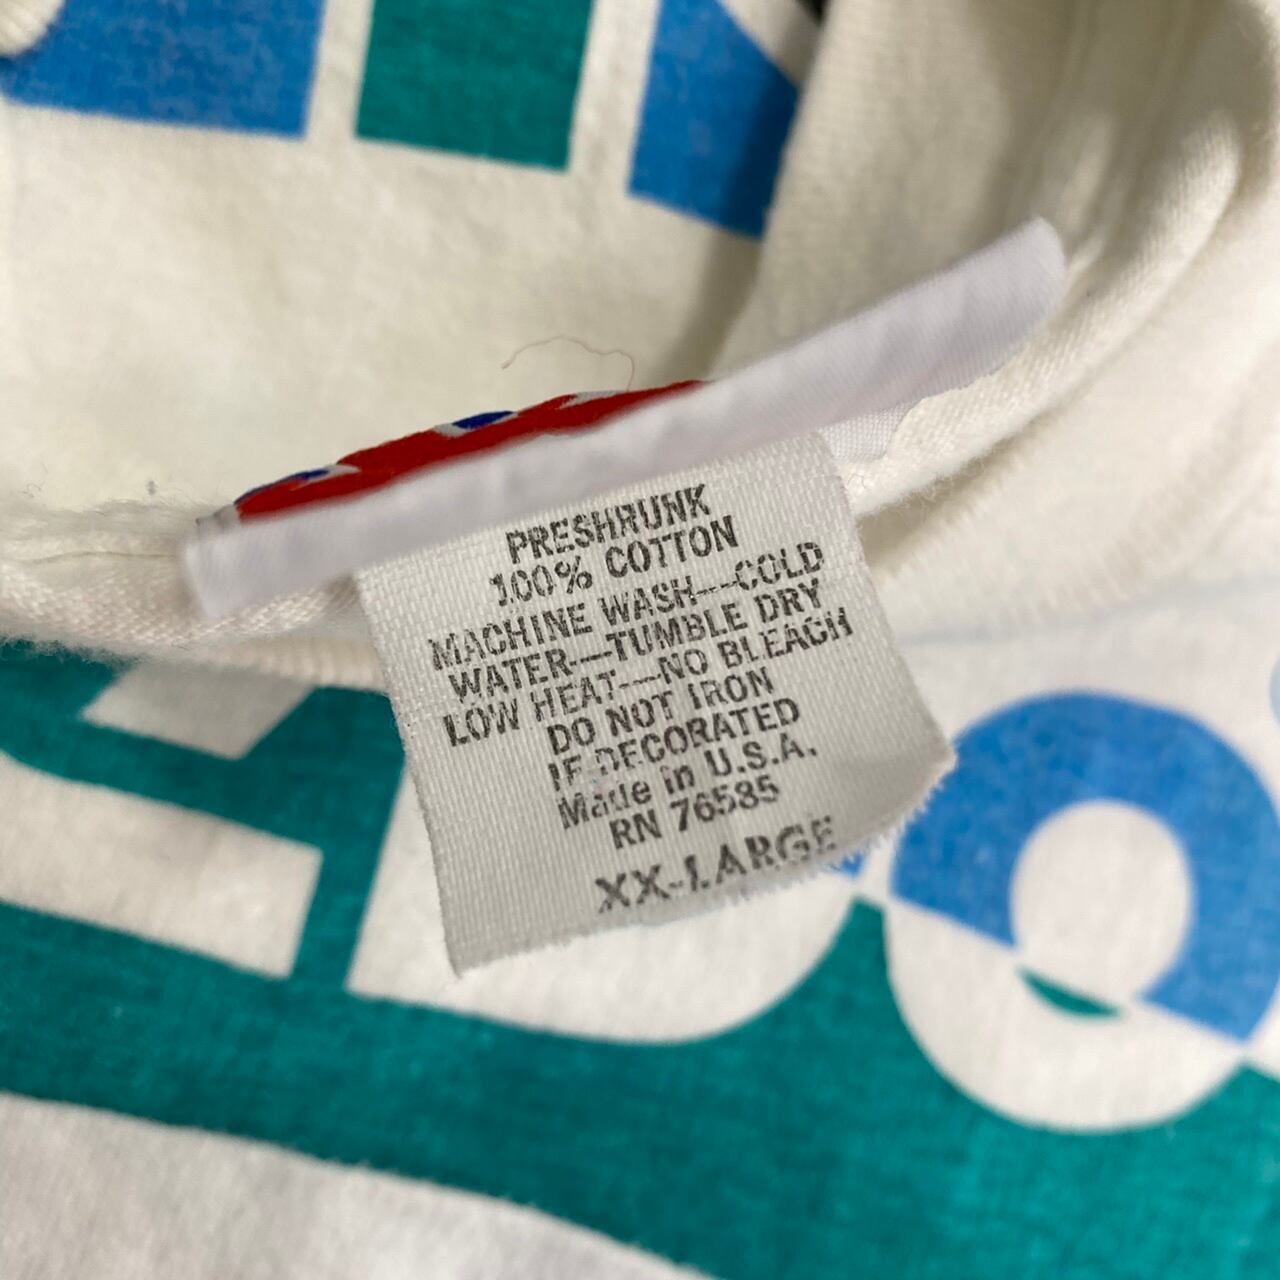 PRESHRUNK
100% COTTON
MACHINE WASH--COLD
WATER--TUMBLE DRY
LOW HEAT--NO BLEACH
DO NOT IRON
IF DECORATED
Made in U.S.A.
RN 76585
XX-LARGE